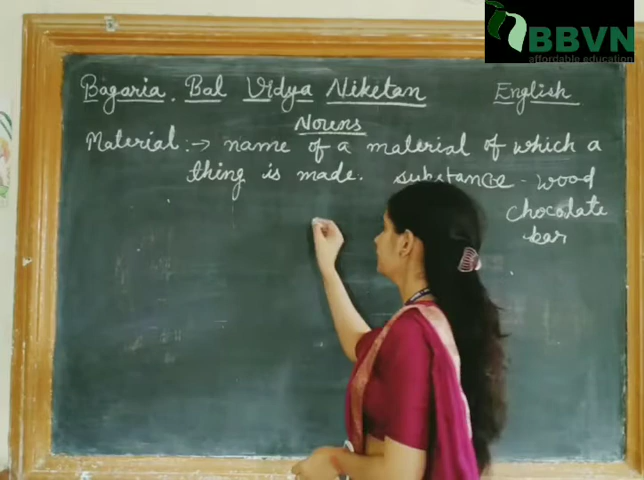 BBVN
affordable education
Bagaria. Bal Vidya Niketan English
Nouns
Material:→ name of a material of which a
thing is made. substance - wood
chocolate
bar